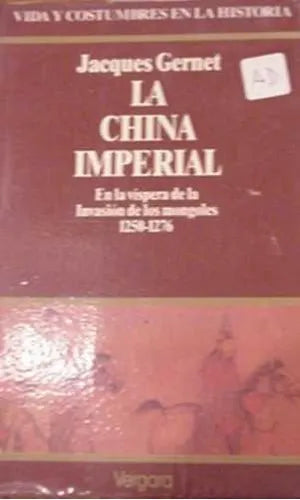 VIDA Y COSTUMBRES EN LA HISTORIA
Jacques Gernet
AD
LA
CHINA
IMPERIAL
En la víspera de la
Invasión de los mongoles
1250-1276
Vergara